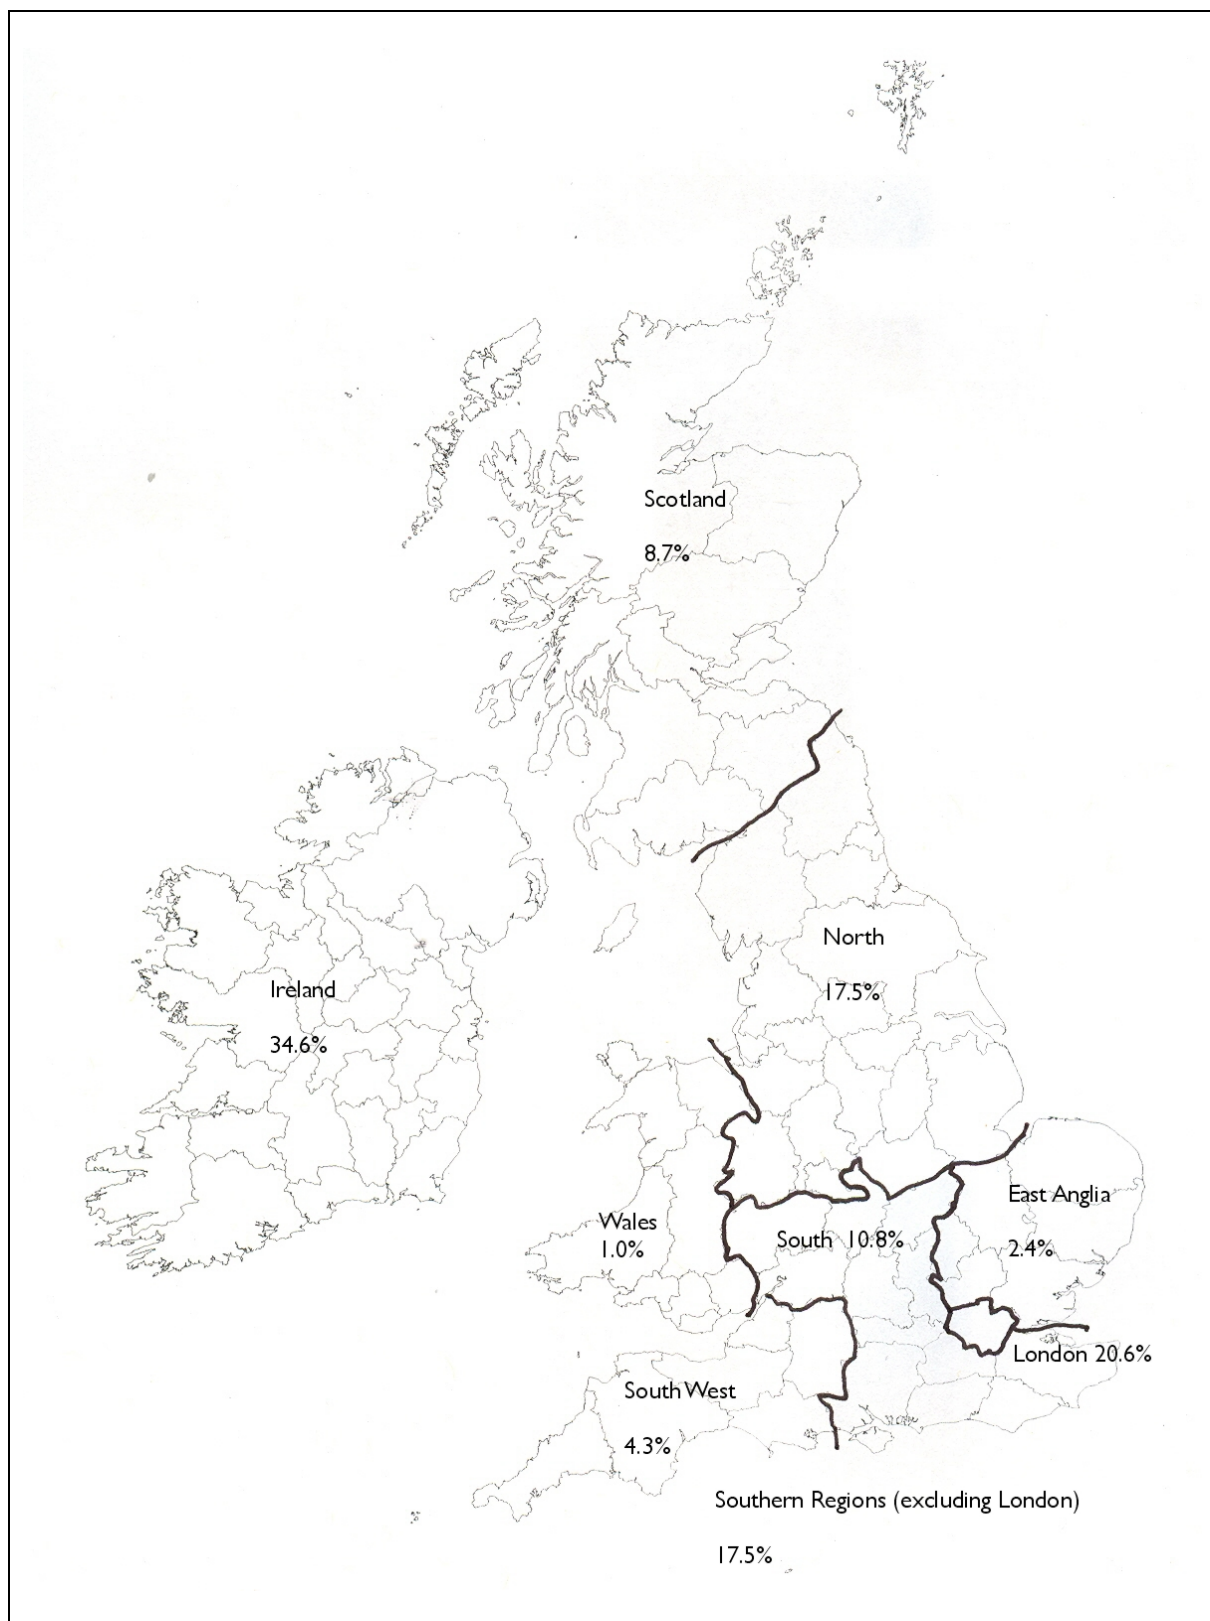 Scotland
8.7%
North
17.5%
Ireland
34.6%
East Anglia
2.4%
Wales
1.0%
South 10.8%
London 20.6%
South West
4.3%
Southern Regions (excluding London)
17.5%